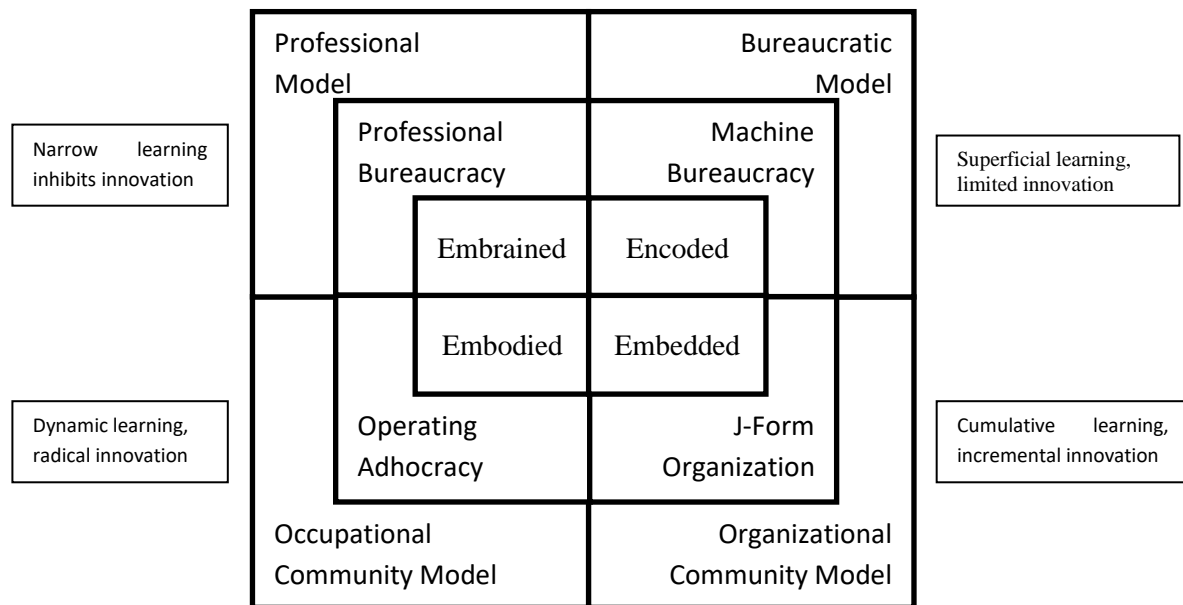 Professional
Model
Bureaucratic
Model
Professional
Bureaucracy
Machine
Bureaucracy
Narrow learning
inhibits innovation
Superficial learning,
limited innovation
Embrained
Encoded
Embodied
Embedded
Dynamic learning,
radical innovation
Cumulative learning,
incremental innovation
Operating
Adhocracy
J-Form
Organization
Occupational
Community Model
Organizational
Community Model